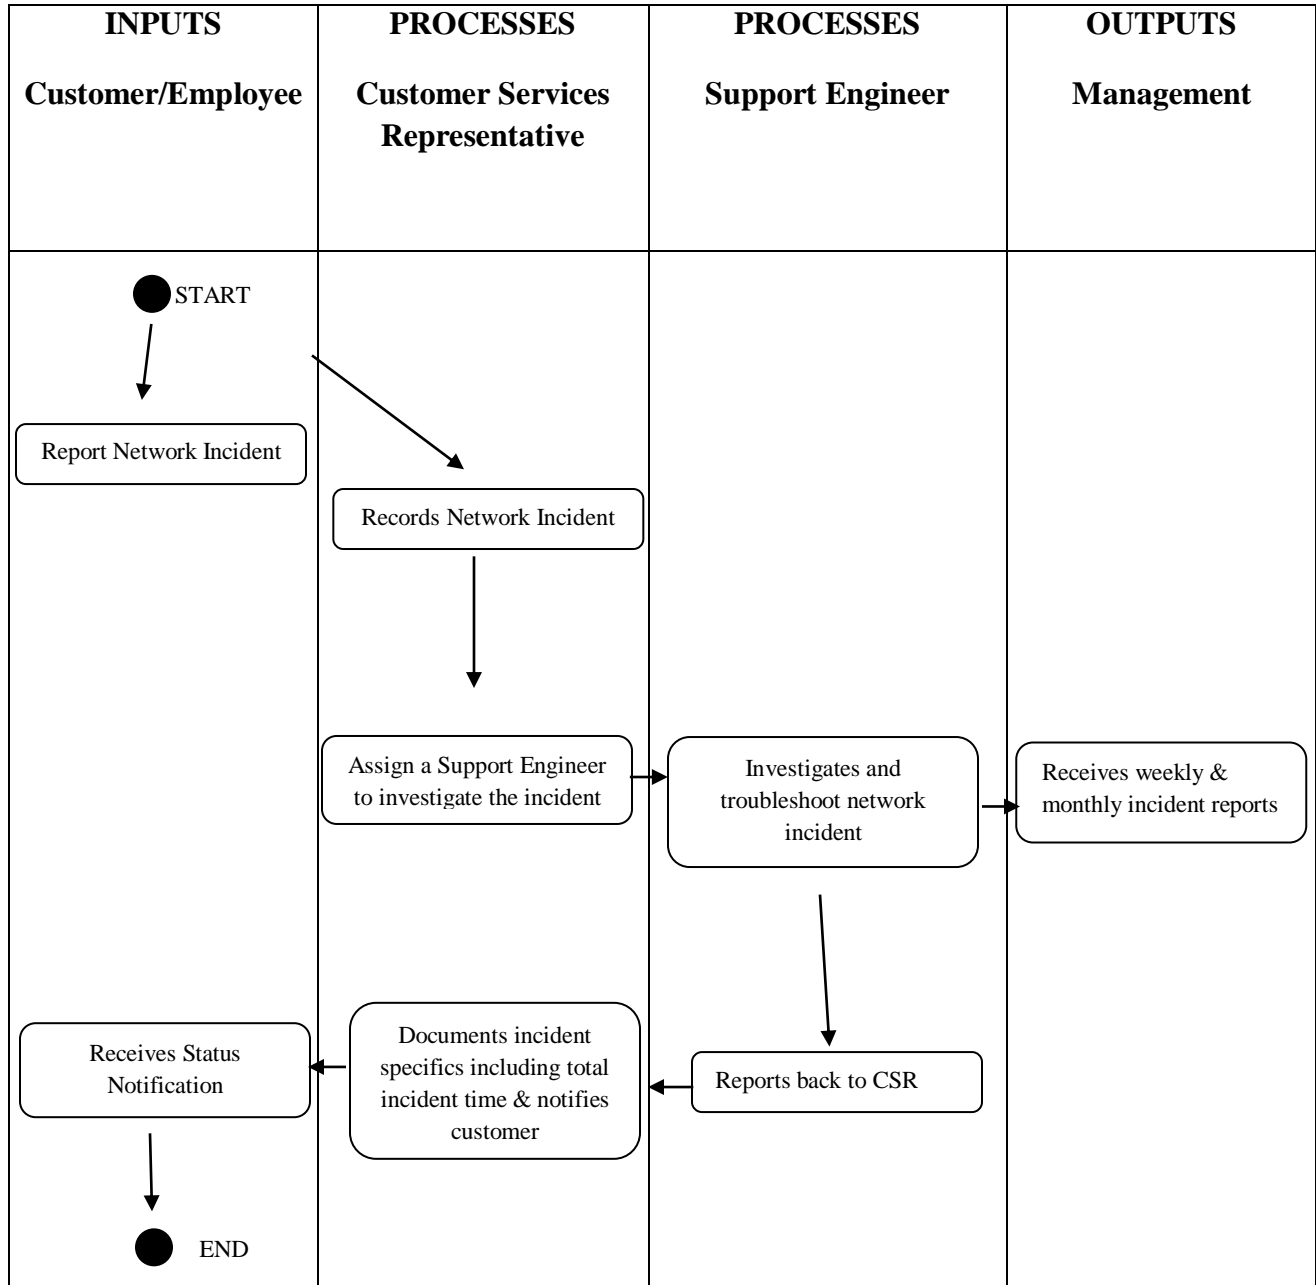 INPUTS
Customer/Employee
PROCESSES
Customer Services
Representative
PROCESSES
Support Engineer
OUTPUTS
Management
START
Report Network Incident
Records Network Incident
Assign a Support Engineer
to investigate the incident
Investigates and
troubleshoot network
incident
Receives weekly &
monthly incident reports
Reports back to CSR
Documents incident
specifics including total
incident time & notifies
customer
Receives Status
Notification
END